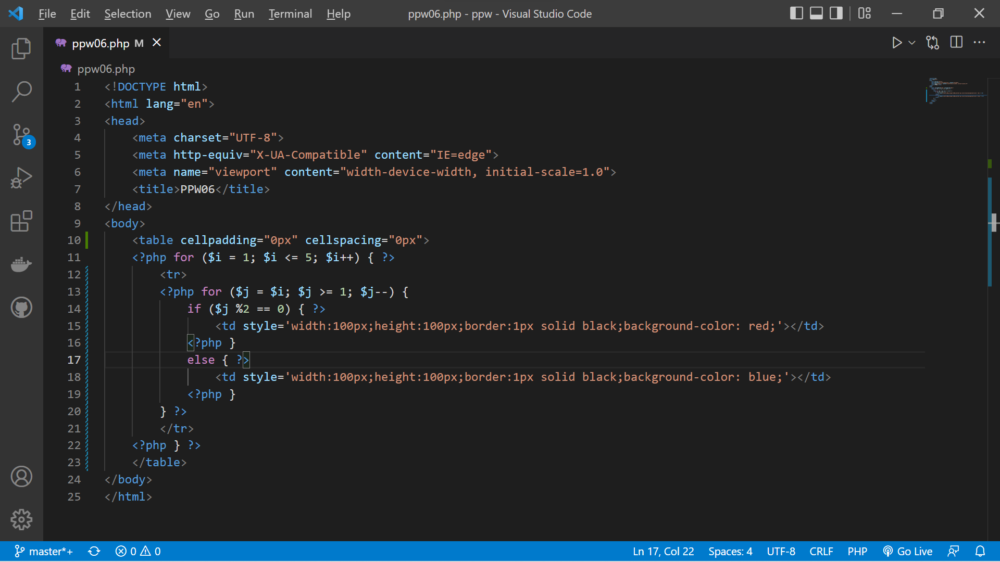 File Edit Selection View Go Run Terminal Help ppw06.php - ppw - Visual Studio Code
ppw06.php M
ppw06.php
1 <!DOCTYPE html>
2 <html lang="en">
3 <head>
4     <meta charset="UTF-8">
5     <meta http-equiv="X-UA-Compatible" content="IE=edge">
6     <meta name="viewport" content="width-device-width, initial-scale=1.0">
7     <title>PPW06</title>
8 </head>
9 <body>
10     <table cellpadding="0px" cellspacing="0px">
11     <?php for ($i = 1; $i <= 5; $i++) { ?>
12         <tr>
13         <?php for ($j = $i; $j >= 1; $j--) {
14             if ($j %2 == 0) { ?>
15                 <td style='width:100px;height:100px;border:1px solid black;background-color: red;'></td>
16             <?php }
17             else { ?>
18                 <td style='width:100px;height:100px;border:1px solid black;background-color: blue;'></td>
19             <?php }
20         } ?>
21         </tr>
22     <?php } ?>
23     </table>
24 </body>
25 </html>
3
master*+ 0 0 Ln 17, Col 22 Spaces: 4 UTF-8 CRLF PHP Go Live